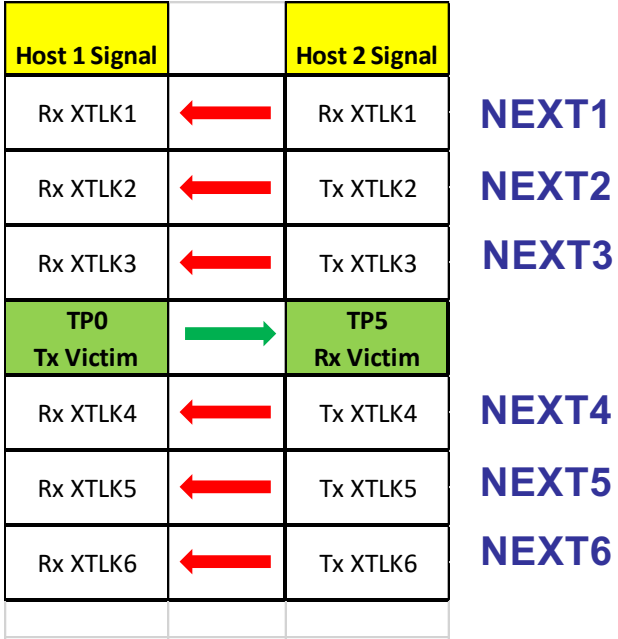 Host 1 Signal Host 2 Signal
Rx XTLK1 Rx XTLK1 NEXT1
Rx XTLK2 Tx XTLK2 NEXT2
Rx XTLK3 Tx XTLK3 NEXT3
TP0 TP5
Tx Victim Rx Victim
Rx XTLK4 Tx XTLK4 NEXT4
Rx XTLK5 Tx XTLK5 NEXT5
Rx XTLK6 Tx XTLK6 NEXT6